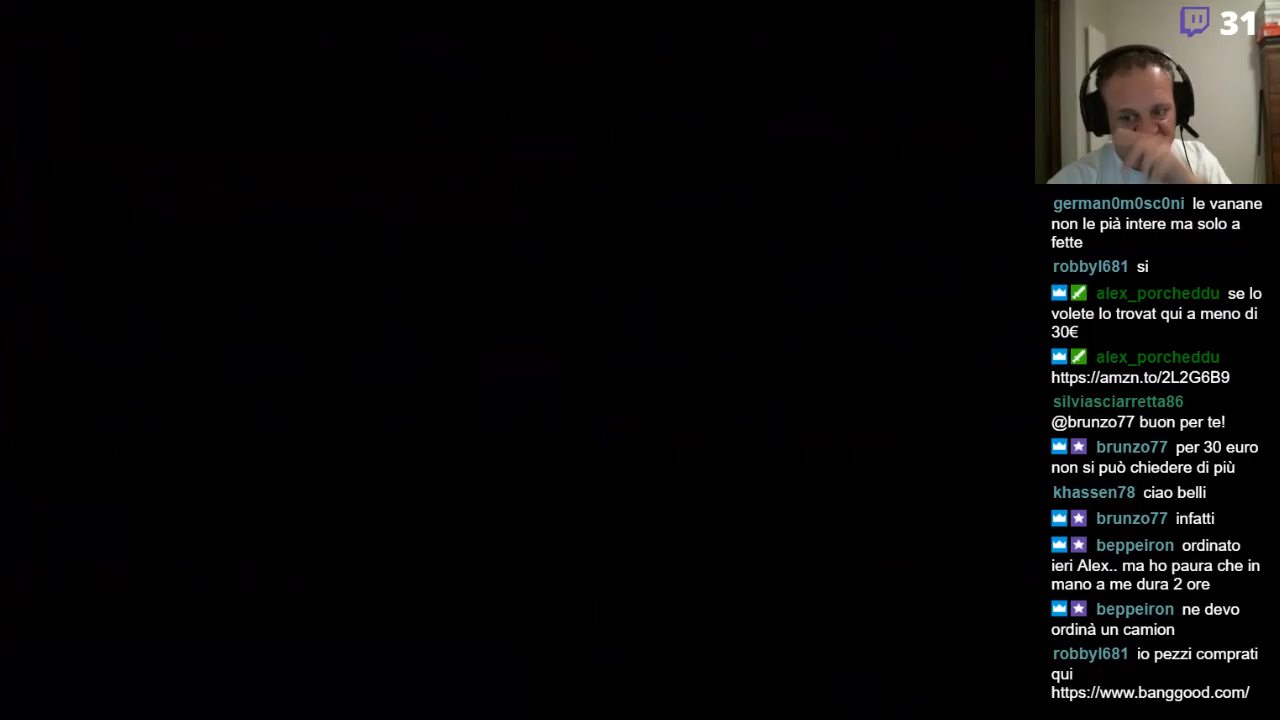 31
german0m0sc0ni le vanane
non le pià intere ma solo a
fette
robbyl681 si
alex_porcheddu se lo
volete lo trovat qui a meno di
30€
alex_porcheddu
https://amzn.to/2L2G6B9
silviasciarretta86
@brunzo77 buon per te!
brunzo77 per 30 euro
non si può chiedere di più
khassen78 ciao belli
brunzo77 infatti
beppeiron ordinato
ieri Alex.. ma ho paura che in
mano a me dura 2 ore
beppeiron ne devo
ordinà un camion
robbyl681 io pezzi comprati
qui
https://www.banggood.com/